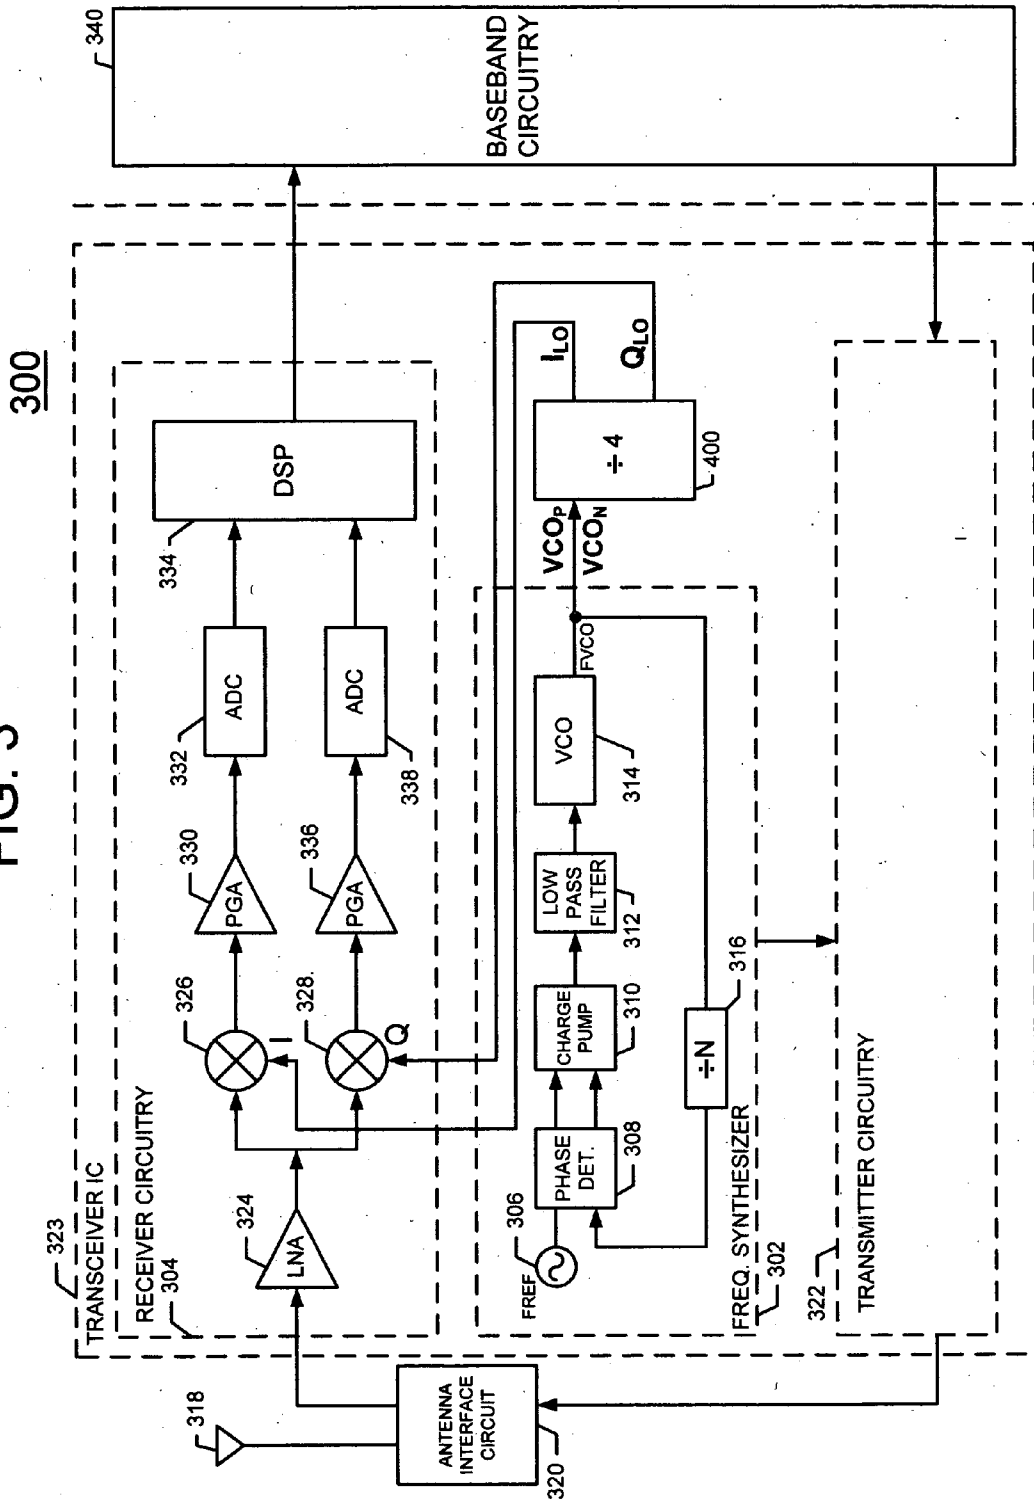 FIG. 3
300
323
TRANSCEIVER IC
RECEIVER CIRCUITRY
304
318
ANTENNA
INTERFACE
CIRCUIT
320
324
LNA
326
I
328
Q
330
PGA
336
PGA
332
ADC
338
ADC
334
DSP
340
BASEBAND
CIRCUITRY
306
FREF
PHASE
DET.
308
CHARGE
PUMP
310
LOW
PASS
FILTER
312
VCO
314
FVCO
÷N
316
FREQ. SYNTHESIZER
302
VCOP
VCON
÷ 4
400
ILO
QLO
322
TRANSMITTER CIRCUITRY